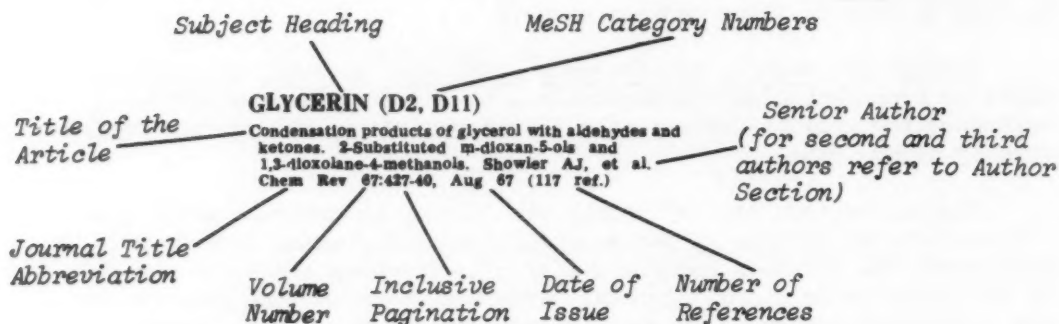 Subject Heading
MeSH Category Numbers
GLYCERIN (D2, D11)
Title of the
Article
Condensation products of glycerol with aldehydes and
ketones. 2-Substituted m-dioxan-5-ols and
1,3-dioxolane-4-methanols. Showler AJ, et al.
Chem Rev 67:427-40, Aug 67 (117 ref.)
Senior Author
(for second and third
authors refer to Author
Section)
Journal Title
Abbreviation
Volume
Number
Inclusive
Pagination
Date of
Issue
Number of
References